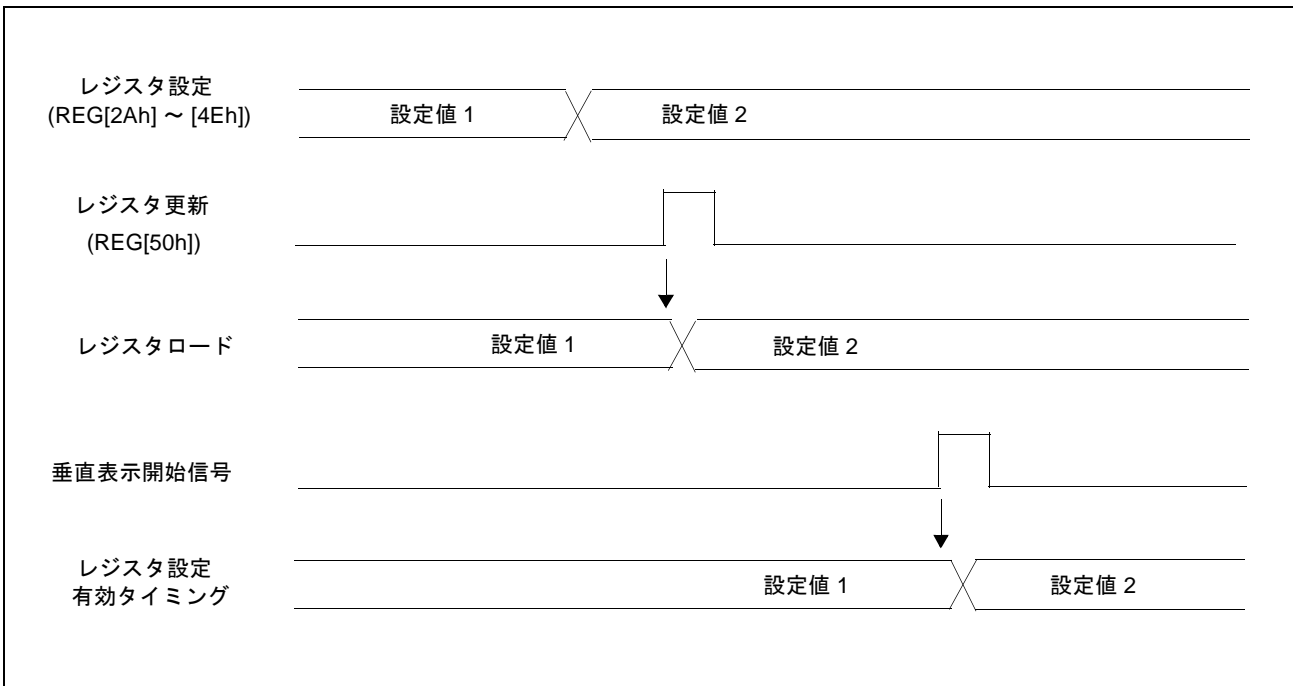 レジスタ設定
(REG[2Ah] ～ [4Eh])
設定値 1
設定値 2
レジスタ更新
(REG[50h])
レジスタロード
設定値 1
設定値 2
垂直表示開始信号
レジスタ設定
有効タイミング
設定値 1
設定値 2